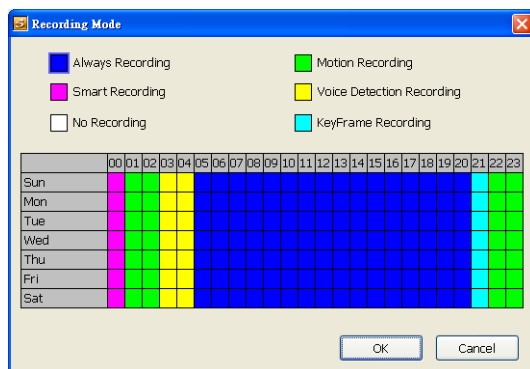 Recording Mode
Always Recording
Motion Recording
Smart Recording
Voice Detection Recording
No Recording
KeyFrame Recording
00 01 02 03 04 05 06 07 08 09 10 11 12 13 14 15 16 17 18 19 20 21 22 23
Sun
Mon
Tue
Wed
Thu
Fri
Sat
OK Cancel